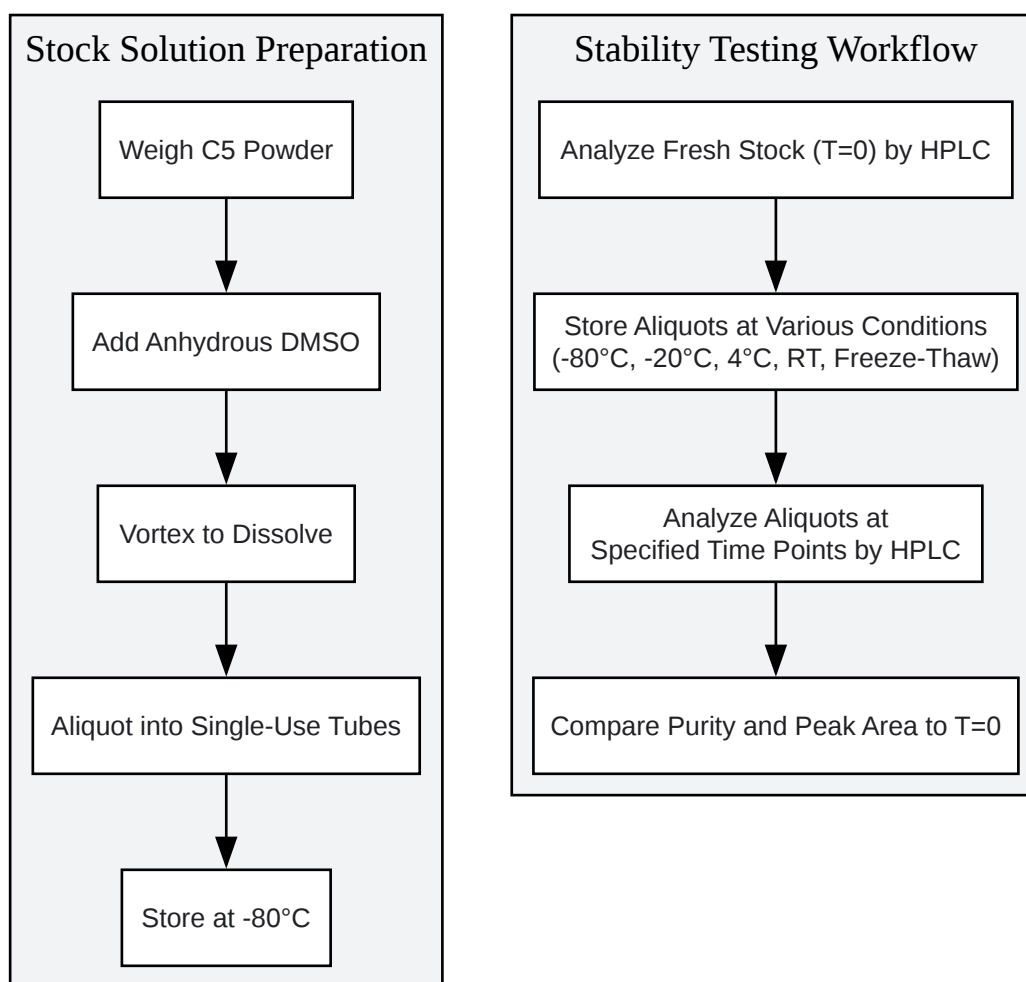 Stock Solution Preparation
Weigh C5 Powder
Add Anhydrous DMSO
Vortex to Dissolve
Aliquot into Single-Use Tubes
Store at -80°C
Stability Testing Workflow
Analyze Fresh Stock (T=0) by HPLC
Store Aliquots at Various Conditions
(-80°C, -20°C, 4°C, RT, Freeze-Thaw)
Analyze Aliquots at
Specified Time Points by HPLC
Compare Purity and Peak Area to T=0